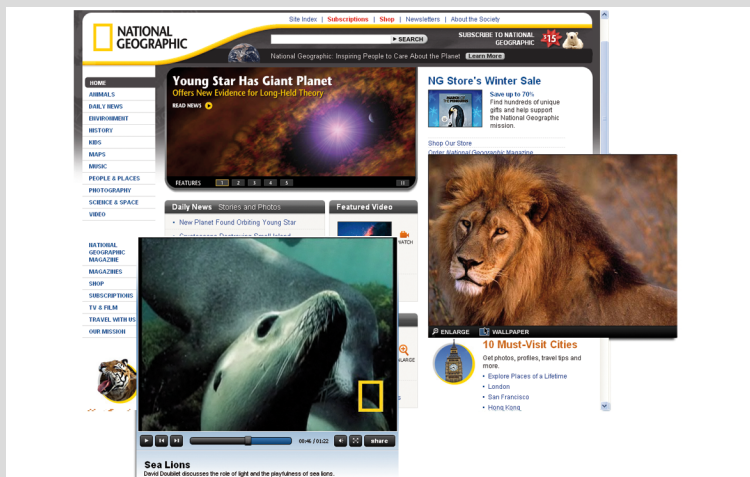 Site Index | Subscriptions | Shop | Newsletters | About the Society
NATIONAL
GEOGRAPHIC
SEARCH
SUBSCRIBE TO NATIONAL
GEOGRAPHIC
$15
National Geographic: Inspiring People to Care About the Planet
Learn More
HOME
ANIMALS
DAILY NEWS
ENVIRONMENT
HISTORY
KIDS
MAPS
MUSIC
PEOPLE & PLACES
PHOTOGRAPHY
SCIENCE & SPACE
VIDEO
NATIONAL
GEOGRAPHIC
MAGAZINE
MAGAZINES
SHOP
SUBSCRIPTIONS
TV & FILM
TRAVEL WITH US
OUR MISSION
Young Star Has Giant Planet
Offers New Evidence for Long-Held Theory
READ NEWS
FEATURES 1 2 3 4 5
NG Store's Winter Sale
Save up to 70%
Find hundreds of unique
gifts and help support
the National Geographic
mission.
Shop Our Store
Order National Geographic Magazine
Daily News Stories and Photos
• New Planet Found Orbiting Young Star
Featured Video
WATCH
ENLARGE WALLPAPER
10 Must-Visit Cities
Get photos, profiles, travel tips and
more.
• Explore Places of a Lifetime
• London
• San Francisco
• Hong Kong
00:46 / 01:22
share
Sea Lions
David Doubilet discusses the role of light and the playfulness of sea lions.